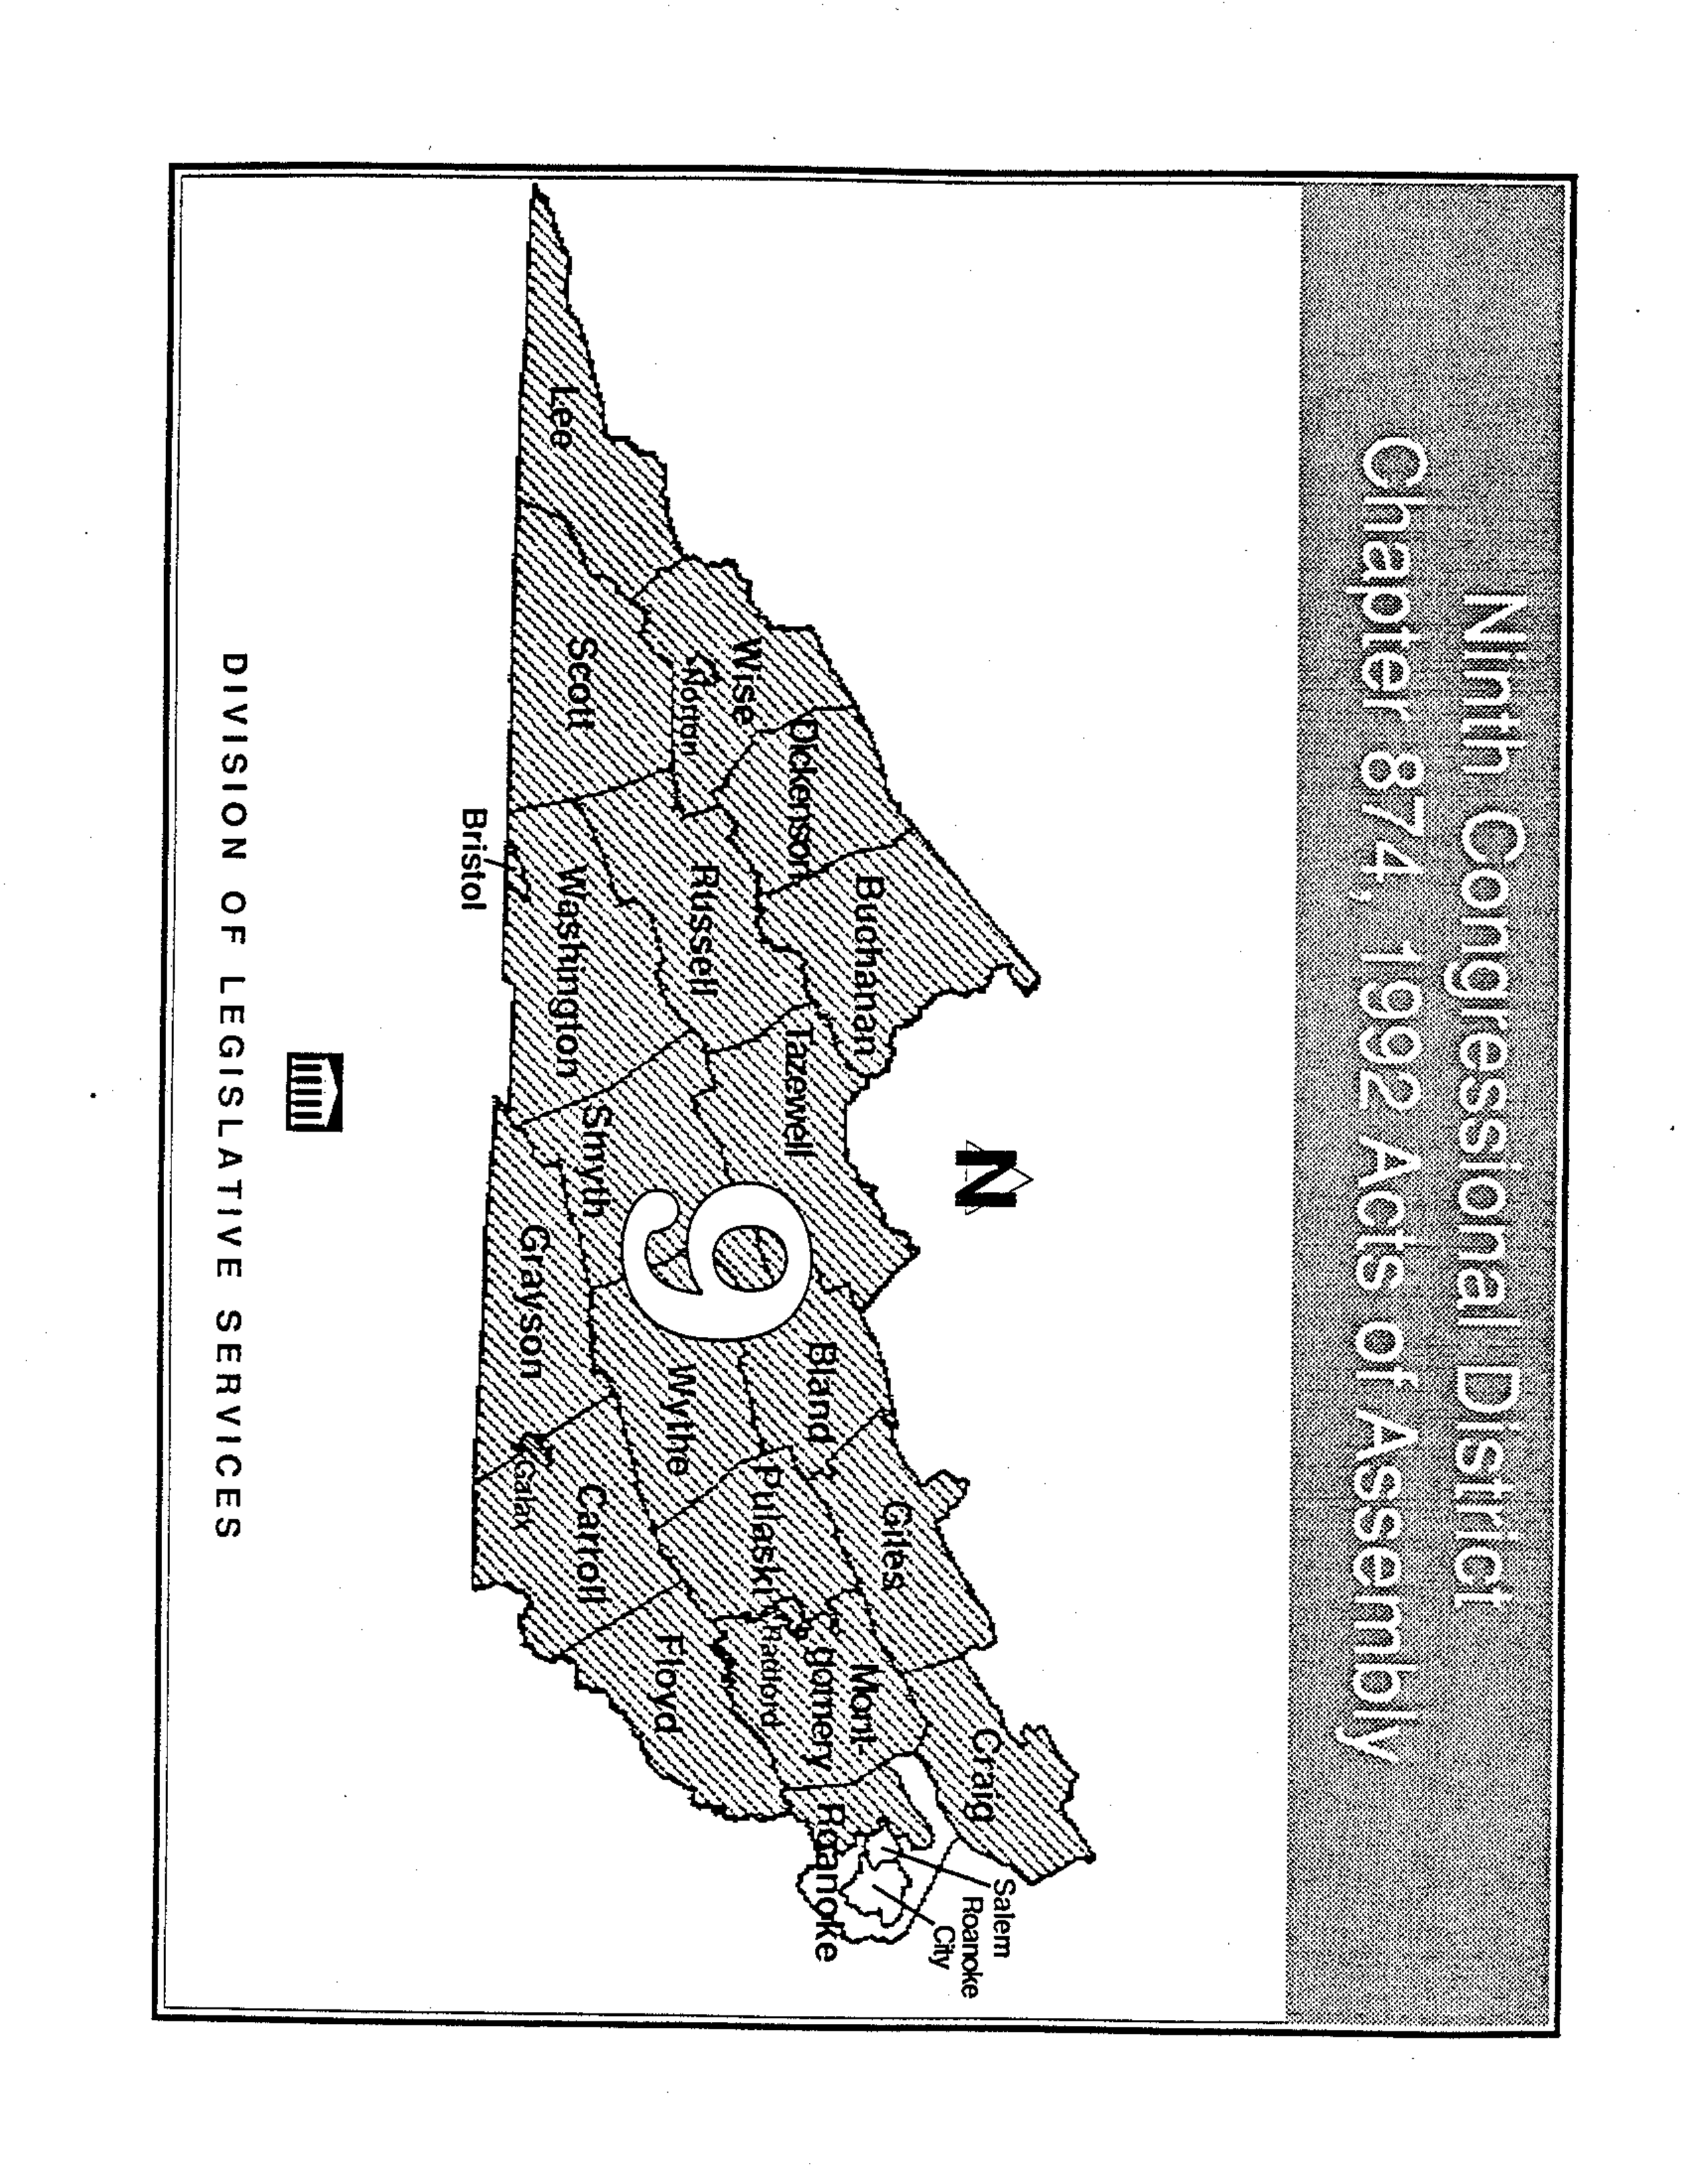 Ninth Congressional District
Chapter 874, 1992 Acts of Assembly
N
Lee
Scott
Wise
Norton
Dickenson
Buchanan
Russell
Washington
Bristol
Tazewell
Smyth
9
Grayson
Bland
Wythe
Galax
Carroll
Pulaski
Giles
Radford
Mont-
gomery
Floyd
Craig
Roanoke
Salem
Roanoke
City
DIVISION OF LEGISLATIVE SERVICES